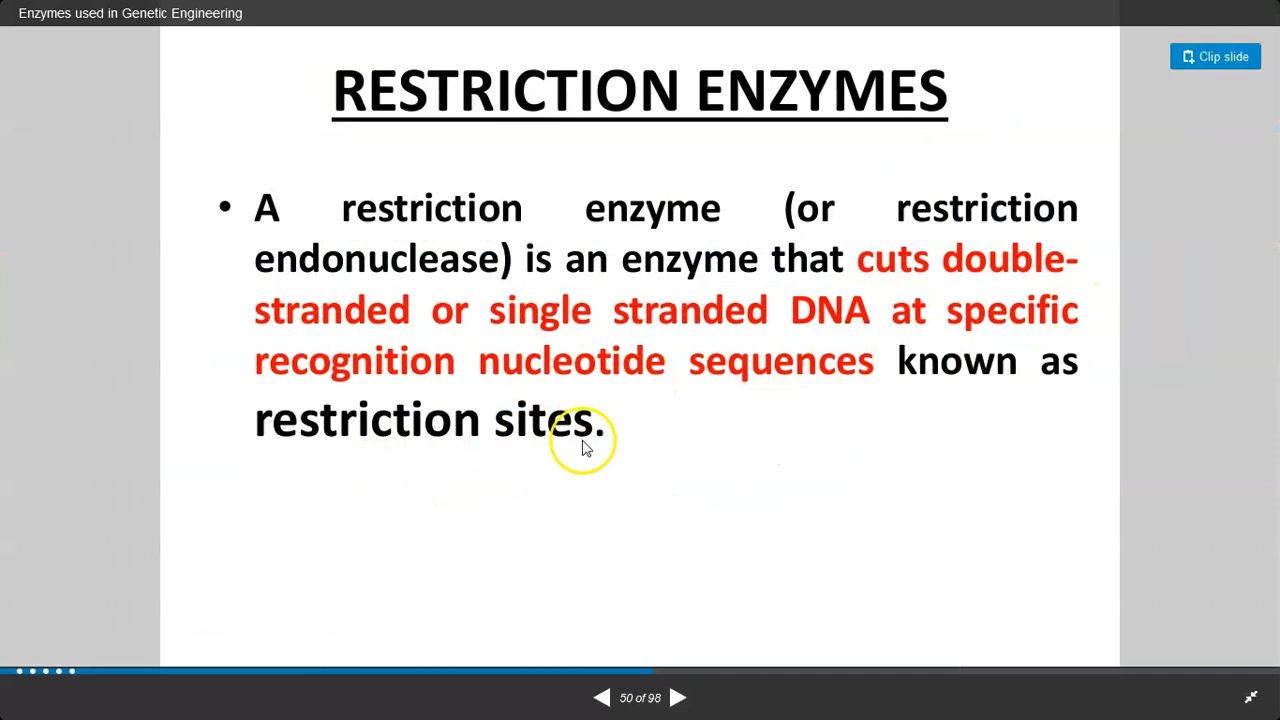 Enzymes used in Genetic Engineering
Clip slide
RESTRICTION ENZYMES
• A restriction enzyme (or restriction
endonuclease) is an enzyme that cuts double-
stranded or single stranded DNA at specific
recognition nucleotide sequences known as
restriction sites.
50 of 98